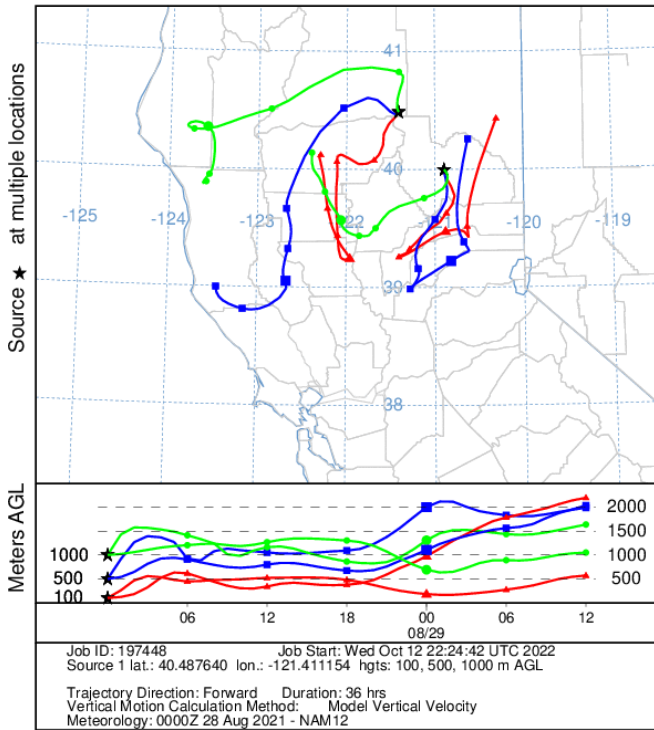 Source ★ at multiple locations
41
40
-125
-124
-123
-122
-120
-119
39
38
Meters AGL
2000
1500
1000
1000
500
500
100
06 12 18 00 06 12
08/29
Job ID: 197448 Job Start: Wed Oct 12 22:24:42 UTC 2022
Source 1 lat.: 40.487640 lon.: -121.411154 hgts: 100, 500, 1000 m AGL
Trajectory Direction: Forward Duration: 36 hrs
Vertical Motion Calculation Method: Model Vertical Velocity
Meteorology: 0000Z 28 Aug 2021 - NAM12